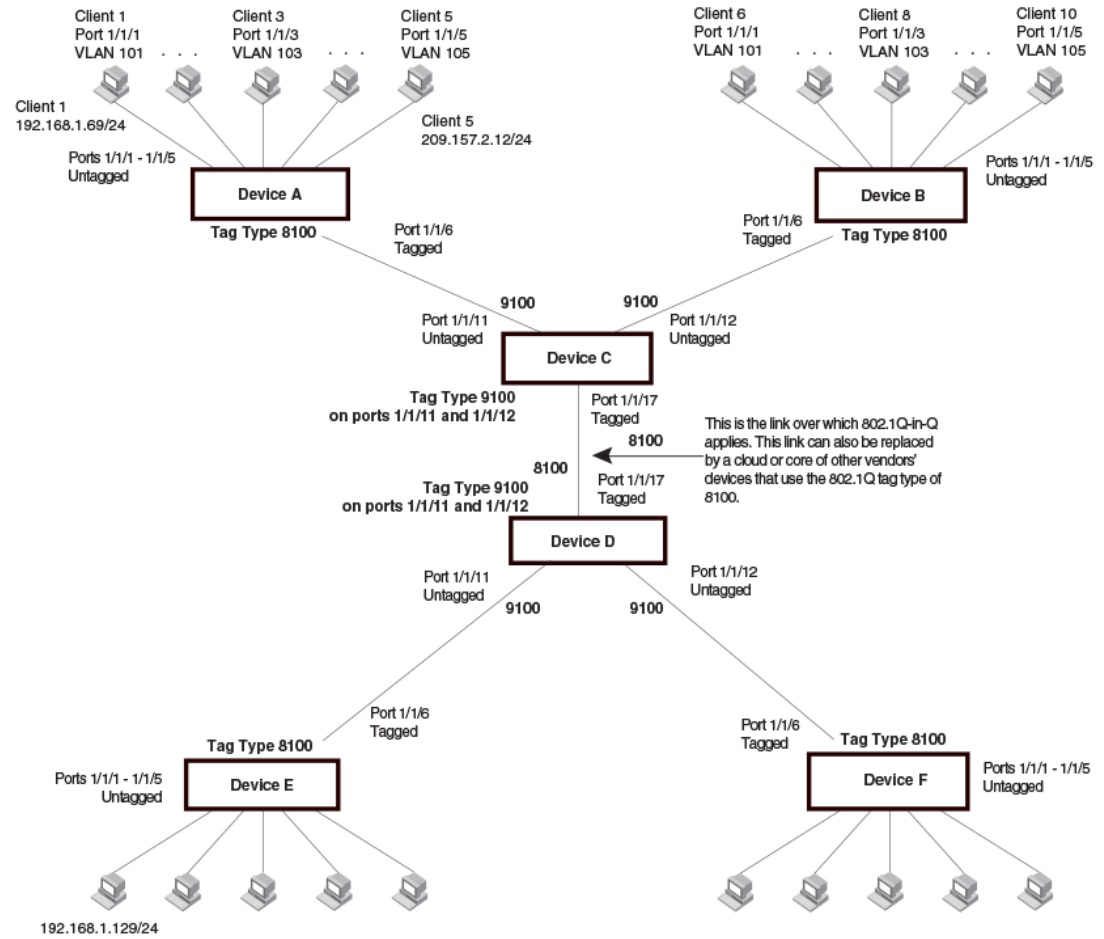 Client 1
Port 1/1/1
VLAN 101
. . .
Client 3
Port 1/1/3
VLAN 103
. . .
Client 5
Port 1/1/5
VLAN 105
Client 6
Port 1/1/1
VLAN 101
. . .
Client 8
Port 1/1/3
VLAN 103
. . .
Client 10
Port 1/1/5
VLAN 105
Client 1
192.168.1.69/24
Client 5
209.157.2.12/24
Ports 1/1/1 - 1/1/5
Untagged
Device A
Tag Type 8100
Port 1/1/6
Tagged
Device B
Ports 1/1/1 - 1/1/5
Untagged
Port 1/1/6
Tagged
Tag Type 8100
9100
9100
Port 1/1/11
Untagged
Port 1/1/12
Untagged
Device C
Tag Type 9100
on ports 1/1/11 and 1/1/12
Port 1/1/17
Tagged
8100
This is the link over which 802.1Q-in-Q
applies. This link can also be replaced
by a cloud or core of other vendors'
devices that use the 802.1Q tag type of
8100.
8100
Tag Type 9100
on ports 1/1/11 and 1/1/12
Port 1/1/17
Tagged
Device D
Port 1/1/11
Untagged
9100
Port 1/1/12
Untagged
9100
Port 1/1/6
Tagged
Tag Type 8100
Ports 1/1/1 - 1/1/5
Untagged
Device E
Port 1/1/6
Tagged
Tag Type 8100
Device F
Ports 1/1/1 - 1/1/5
Untagged
192.168.1.129/24